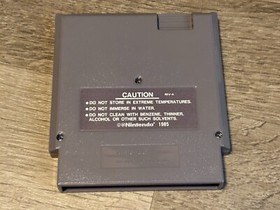 CAUTION
•DO NOT STORE IN EXTREME TEMPERATURES.
•DO NOT IMMERSE IN WATER.
•DO NOT CLEAN WITH BENZENE, THINNER,
ALCOHOL OR OTHER SUCH SOLVENTS.
©Nintendo® 1985